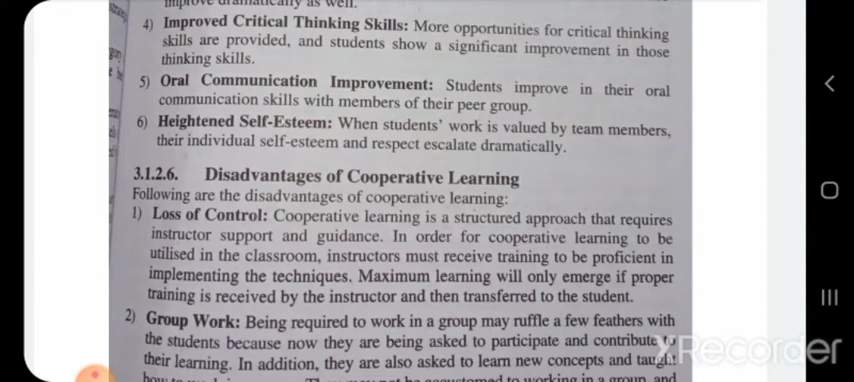 improve dramatically as well.
4) Improved Critical Thinking Skills: More opportunities for critical thinking
skills are provided, and students show a significant improvement in those
thinking skills.
5) Oral Communication Improvement: Students improve in their oral
communication skills with members of their peer group.
6) Heightened Self-Esteem: When students' work is valued by team members,
their individual self-esteem and respect escalate dramatically.
3.1.2.6. Disadvantages of Cooperative Learning
Following are the disadvantages of cooperative learning:
1) Loss of Control: Cooperative learning is a structured approach that requires
instructor support and guidance. In order for cooperative learning to be
utilised in the classroom, instructors must receive training to be proficient in
implementing the techniques. Maximum learning will only emerge if proper
training is received by the instructor and then transferred to the student.
2) Group Work: Being required to work in a group may ruffle a few feathers with
the students because now they are being asked to participate and contribute to
their learning. In addition, they are also asked to learn new concepts and taught
to working in a group, and
XRecorder